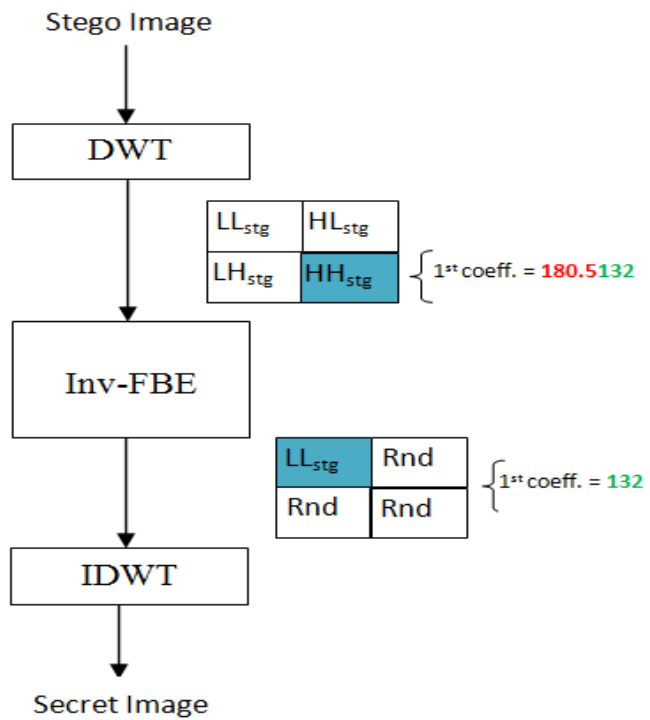 Stego Image
DWT
LLstg HLstg
LHstg HHstg
1st coeff. = 180.5132
Inv-FBE
LLstg Rnd
Rnd Rnd
1st coeff. = 132
IDWT
Secret Image